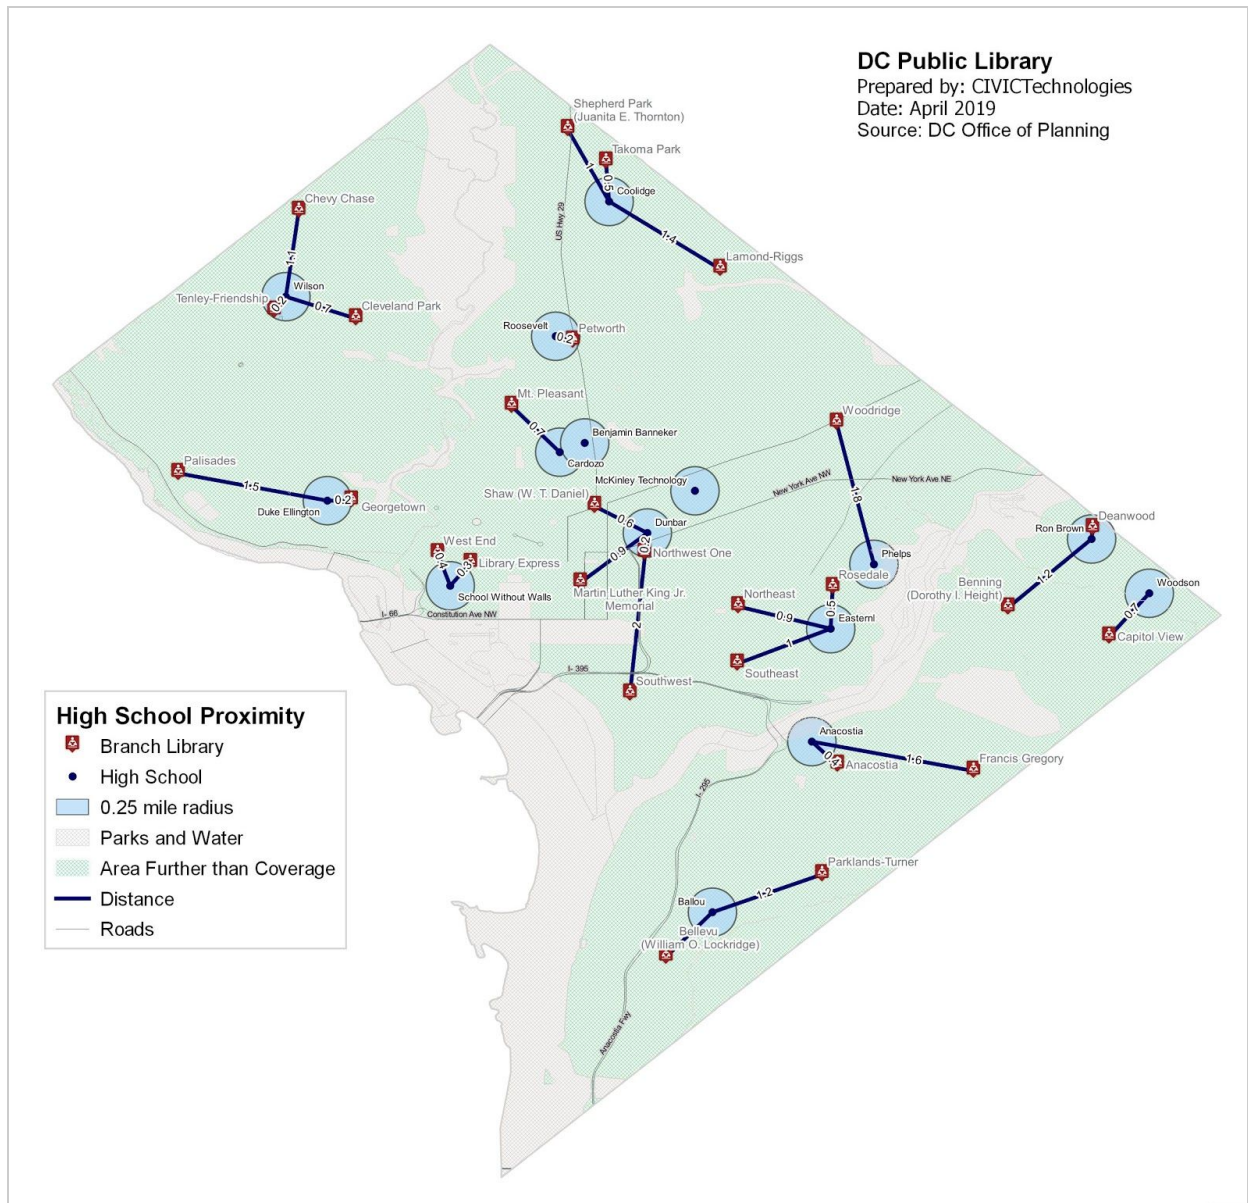 DC Public Library
Prepared by: CIVICTechnologies
Date: April 2019
Source: DC Office of Planning
Shepherd Park
(Juanita E. Thornton)
Takoma Park
1
0.5
Coolidge
Chevy Chase
US Hwy 29
1.4
1.1
Lamond-Riggs
Wilson
Tenley-Friendship
0.2
0.7
Cleveland Park
Roosevelt
0.2
Petworth
Mt. Pleasant
Woodridge
0.7
Benjamin Banneker
Cardozo
Palisades
McKinley Technology
New York Ave NW
New York Ave NE
1.5
0.2
Shaw (W. T. Daniel)
1.8
Duke Ellington
Georgetown
0.6
Dunbar
Deanwood
Ron Brown
West End
0.2
Northwest One
0.9
Phelps
0.4
0.3
Library Express
Rosedale
1.2
Woodson
Benning
(Dorothy I. Height)
School Without Walls
Martin Luther King Jr.
Memorial
Northeast
0.5
0.7
I- 66
Constitution Ave NW
0.9
Easternl
2
1
Capitol View
I- 395
Southeast
Southwest
High School Proximity
Branch Library
High School
0.25 mile radius
Parks and Water
Area Further than Coverage
Distance
Roads
Anacostia
0.4
Anacostia
1.6
Francis Gregory
I- 295
Parklands-Turner
1.2
Ballou
Bellevu
(William O. Lockridge)
Anacostia Fwy